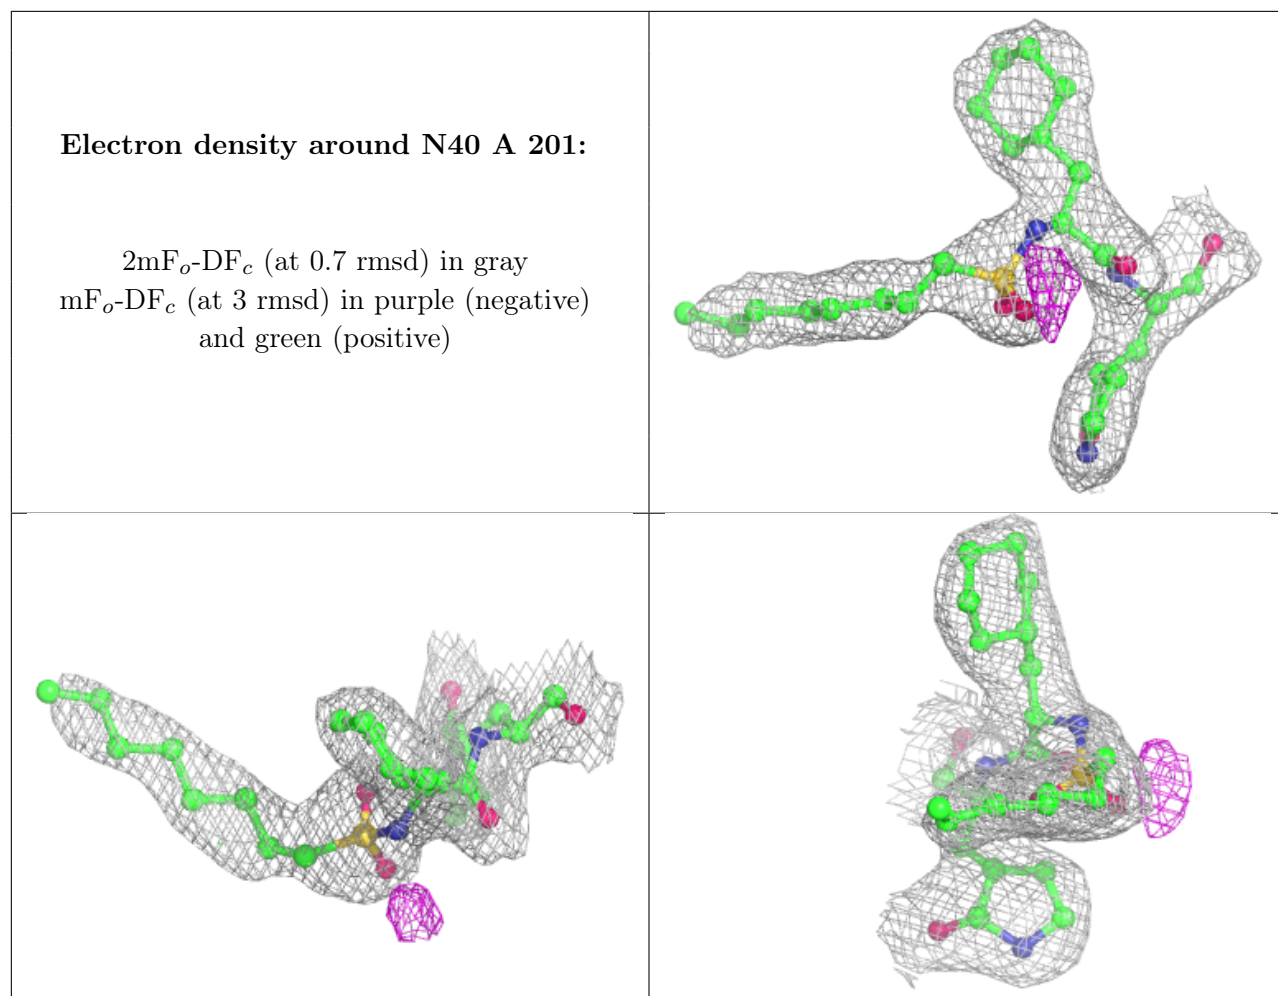 Electron density around N40 A 201:
2mFₒ-DF𝒸 (at 0.7 rmsd) in gray
mFₒ-DF𝒸 (at 3 rmsd) in purple (negative)
and green (positive)